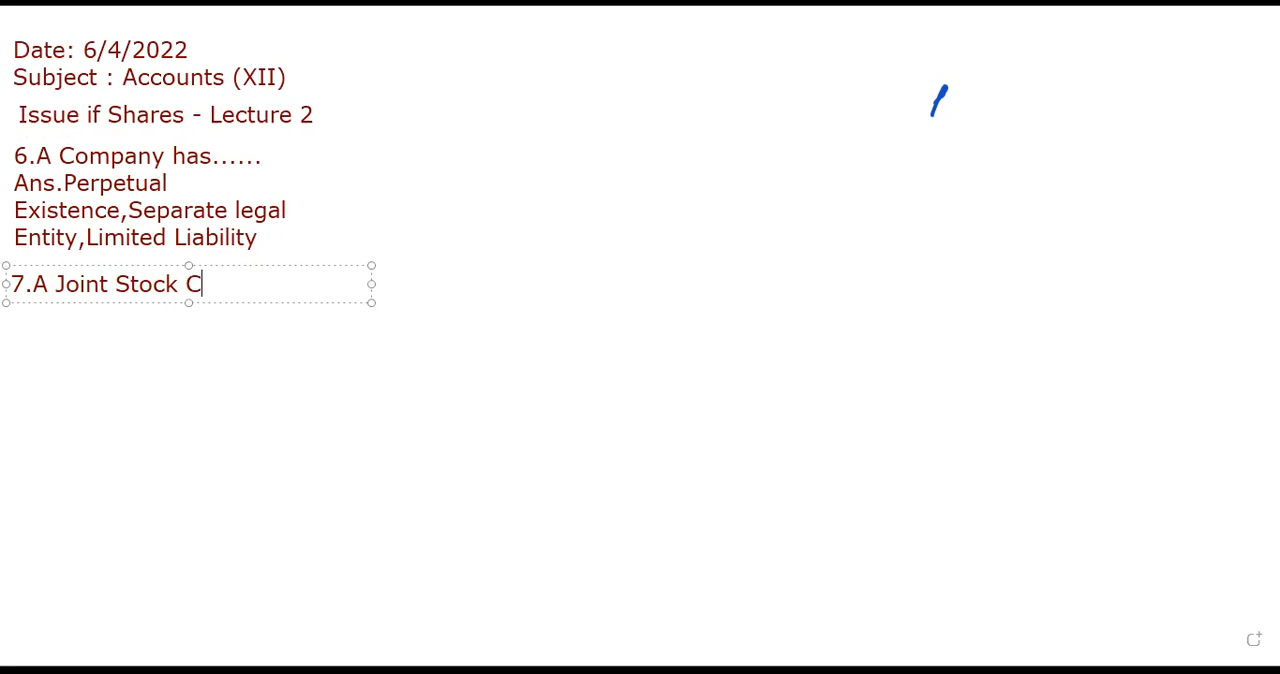 Date: 6/4/2022
Subject : Accounts (XII)
Issue if Shares - Lecture 2
6.A Company has......
Ans.Perpetual
Existence,Separate legal
Entity,Limited Liability
7.A Joint Stock C